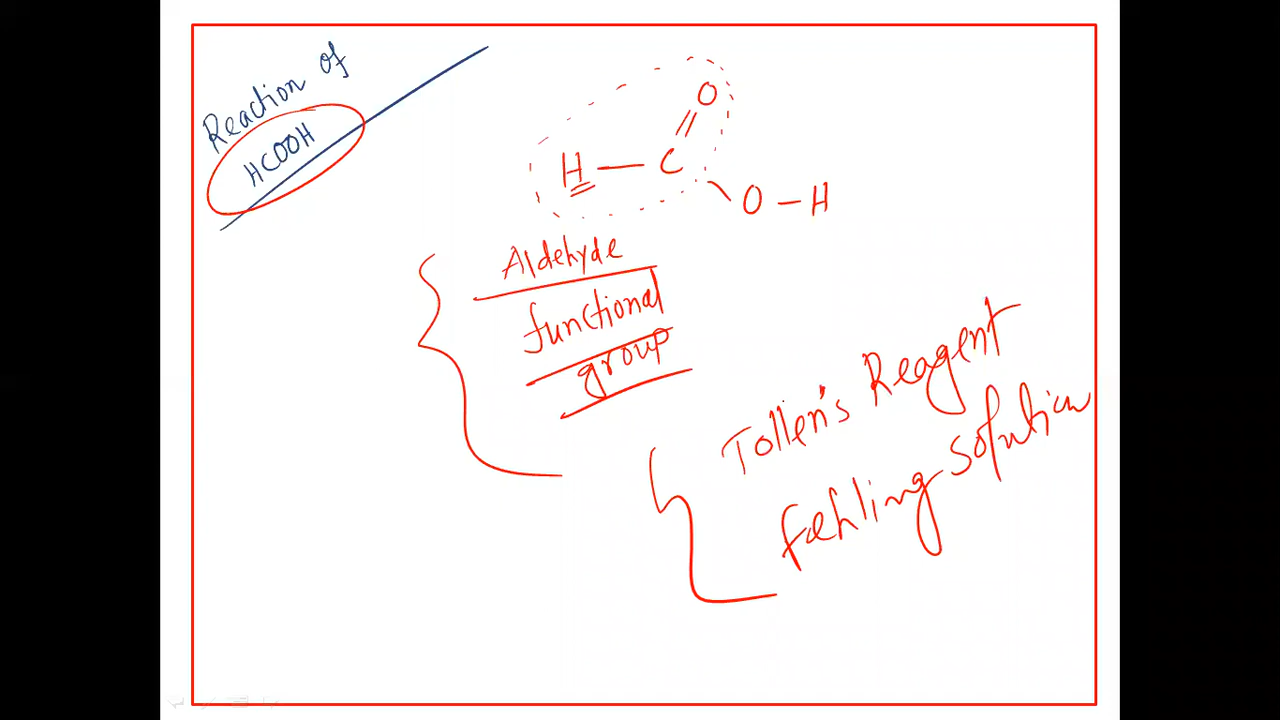 Reaction of
HCOOH
O
H — C
O — H
Aldehyde
functional
group
Tollen's Reagent
fehling solution